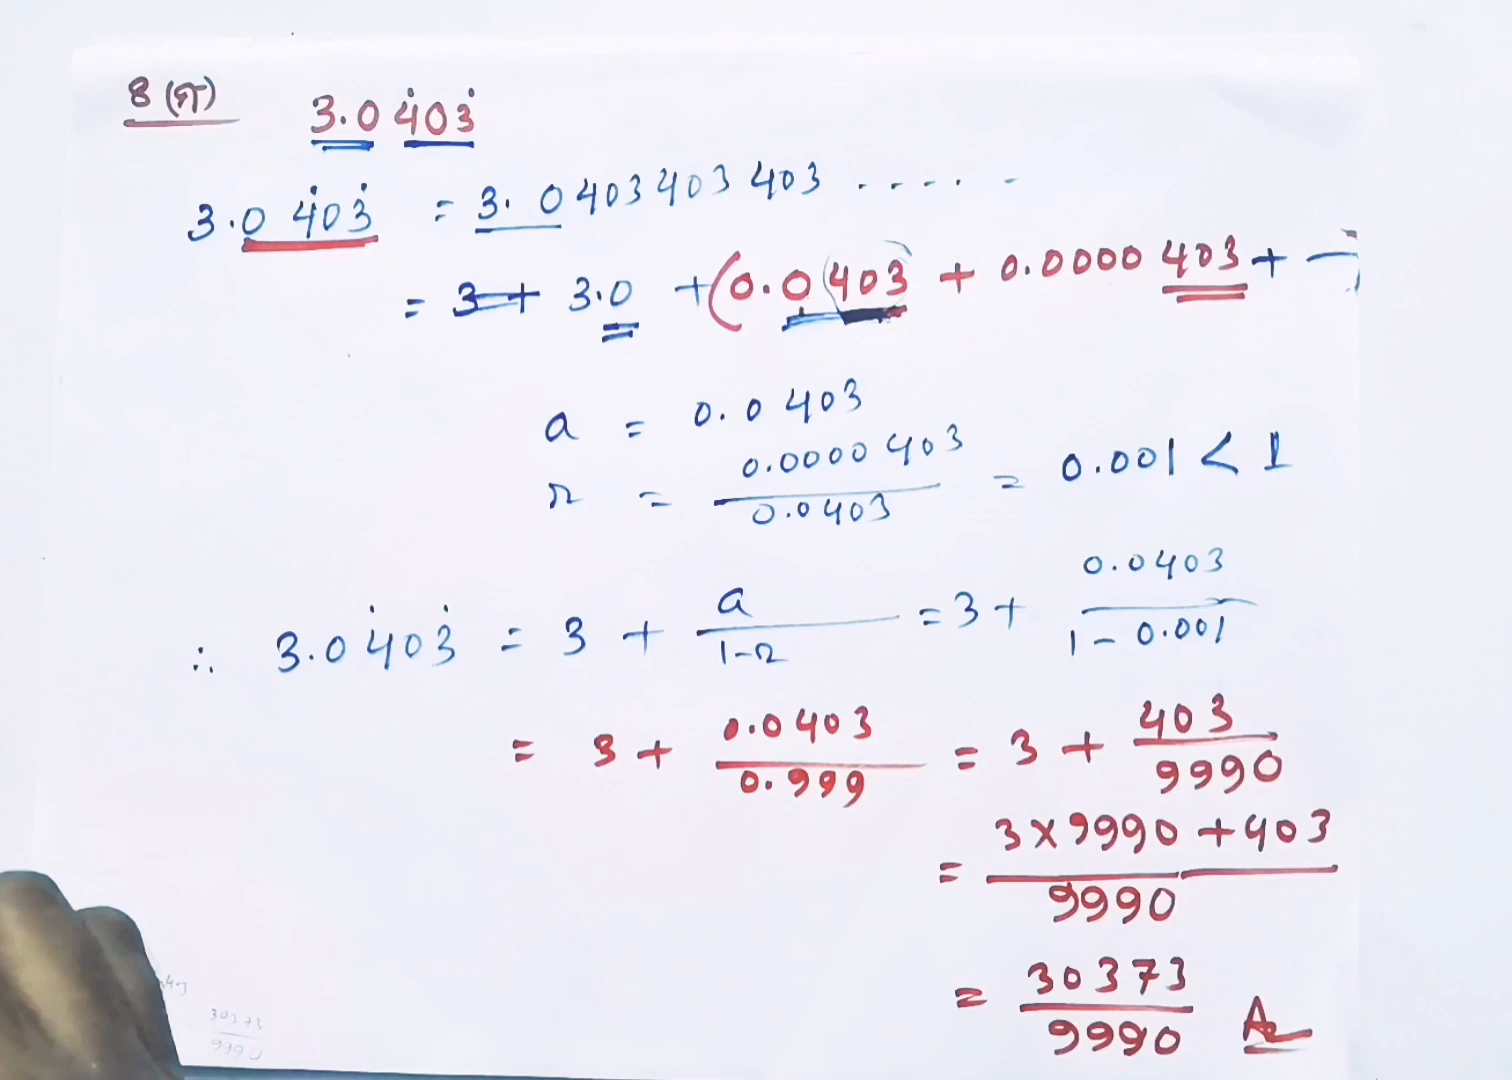 8 (গ) 3.04̇03̇
3.04̇03̇ = 3.0403403403 ......
= 3+ 3.0 + (0.0403 + 0.0000403 + —
a = 0.0403
r = 0.0000403 / 0.0403 = 0.001 < 1
∴ 3.04̇03̇ = 3 + a / 1-r = 3 + 0.0403 / 1 - 0.001
= 3 + 0.0403 / 0.999 = 3 + 403 / 9990
= 3 x 9990 + 403 / 9990
= 30373 / 9990 A
30373
9990